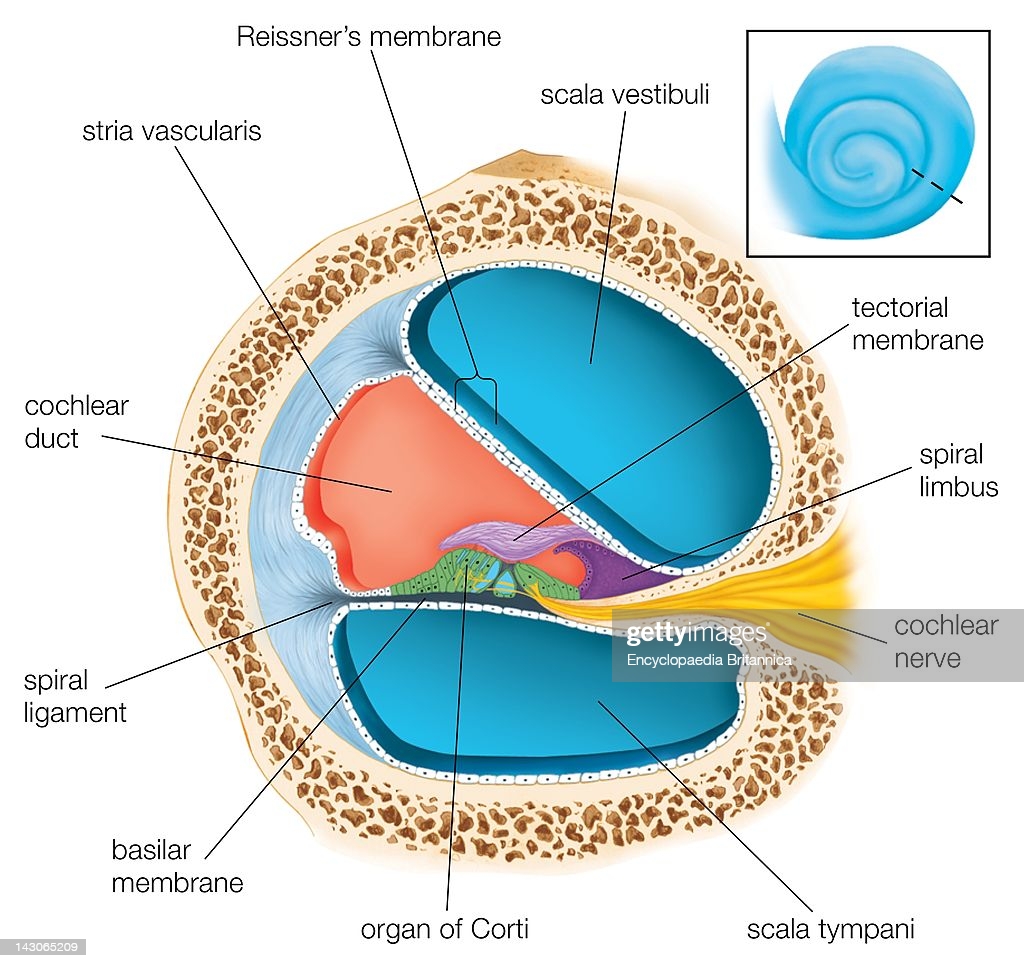 Reissner’s membrane
scala vestibuli
stria vascularis
tectorial
membrane
cochlear
duct
spiral
limbus
gettyimages®
Encyclopaedia Britannica
cochlear
nerve
spiral
ligament
basilar
membrane
organ of Corti
scala tympani
143065209